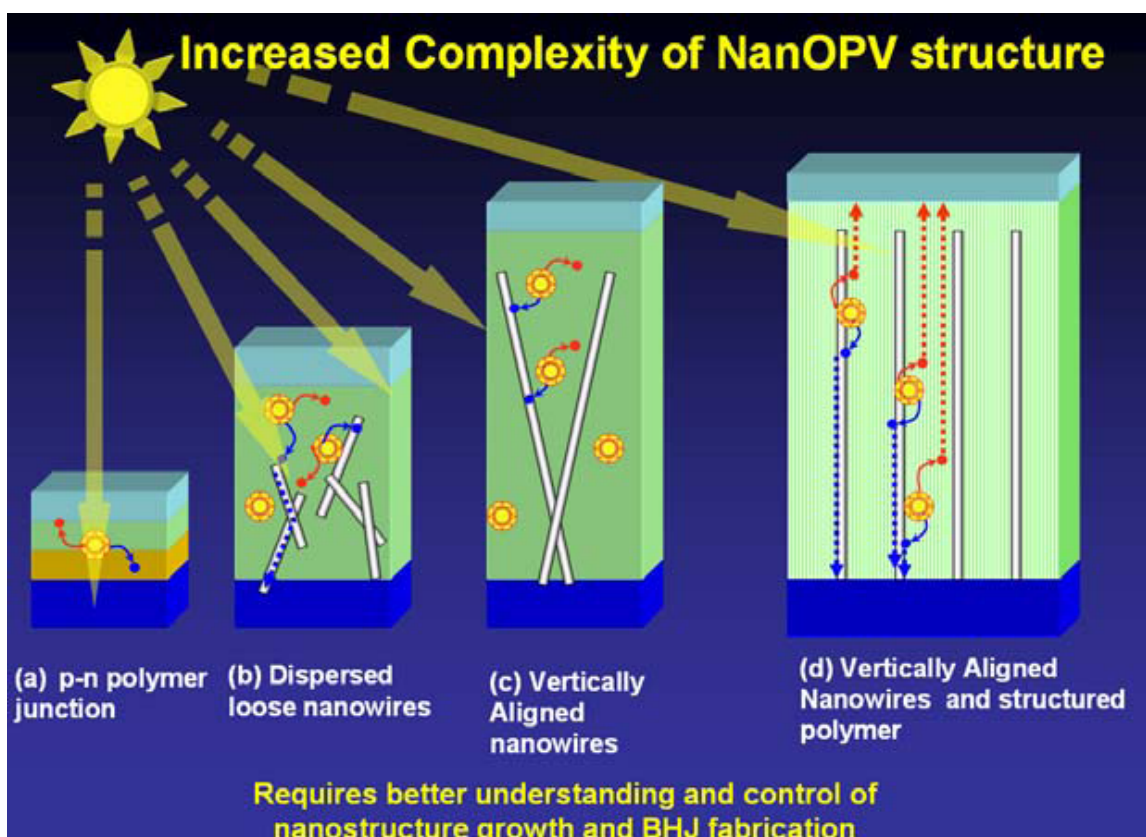 Increased Complexity of NanOPV structure
(a) p-n polymer
junction
(b) Dispersed
loose nanowires
(c) Vertically
Aligned
nanowires
(d) Vertically Aligned
Nanowires and structured
polymer
Requires better understanding and control of
nanostructure growth and BHJ fabrication